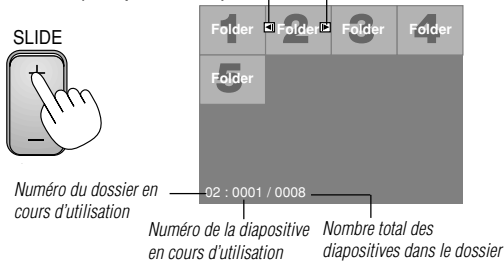 SLIDE
1 Folder
2 Folder
3 Folder
4 Folder
5 Folder
02 : 0001 / 0008
Numéro du dossier en
cours d'utilisation
Numéro de la diapositive
en cours d'utilisation
Nombre total des
diapositives dans le dossier